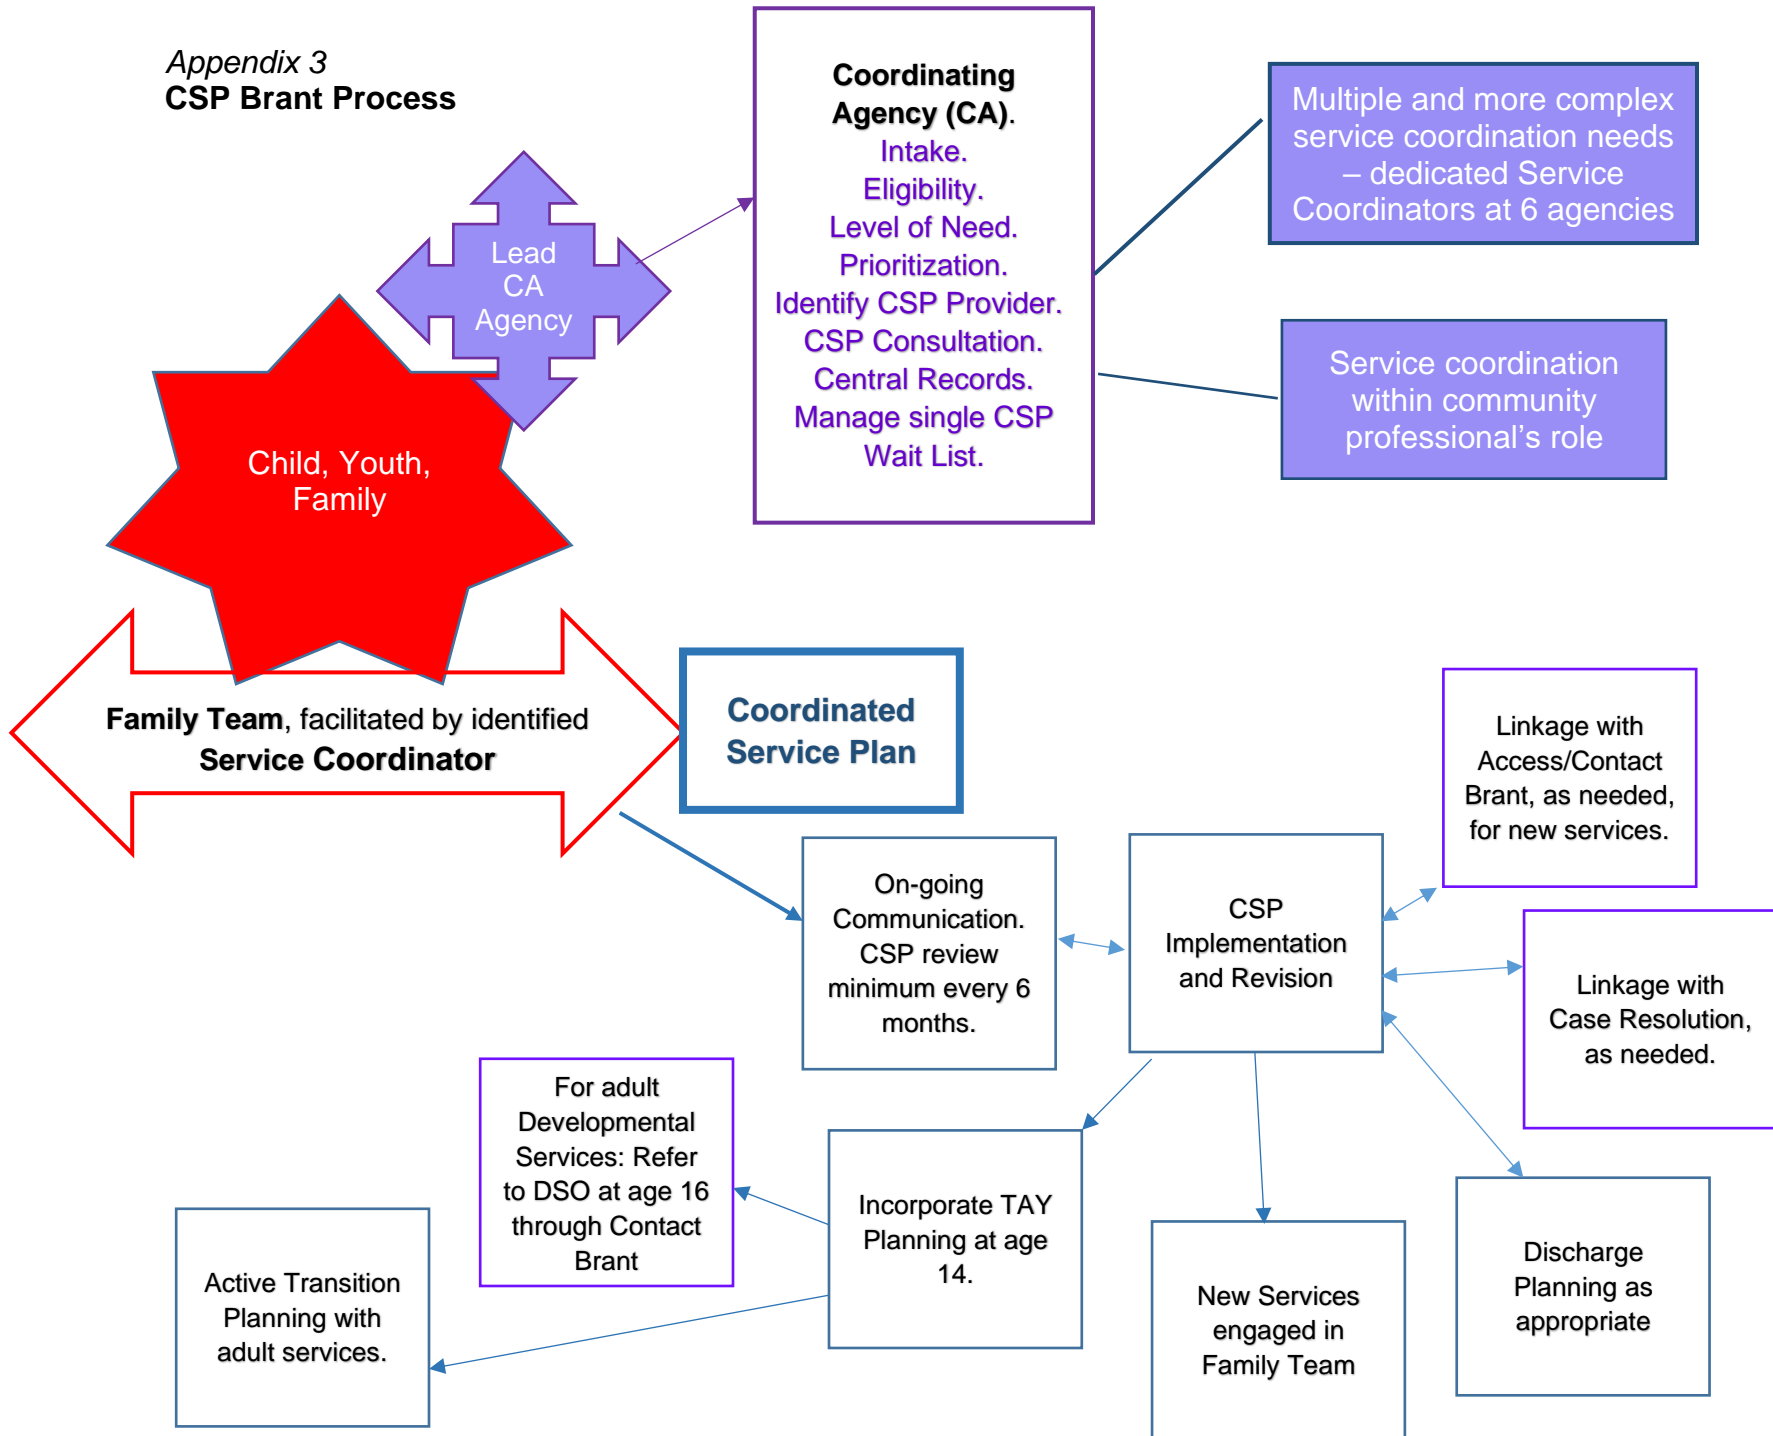 Appendix 3
CSP Brant Process
Coordinating
Agency (CA).
Intake.
Eligibility.
Level of Need.
Prioritization.
Identify CSP Provider.
CSP Consultation.
Central Records.
Manage single CSP
Wait List.
Multiple and more complex
service coordination needs
– dedicated Service
Coordinators at 6 agencies
Service coordination
within community
professional's role
Lead
CA
Agency
Child, Youth,
Family
Family Team, facilitated by identified
Service Coordinator
Coordinated
Service Plan
Linkage with
Access/Contact
Brant, as needed,
for new services.
On-going
Communication.
CSP review
minimum every 6
months.
CSP
Implementation
and Revision
Linkage with
Case Resolution,
as needed.
For adult
Developmental
Services: Refer
to DSO at age 16
through Contact
Brant
Incorporate TAY
Planning at age
14.
Active Transition
Planning with
adult services.
New Services
engaged in
Family Team
Discharge
Planning as
appropriate